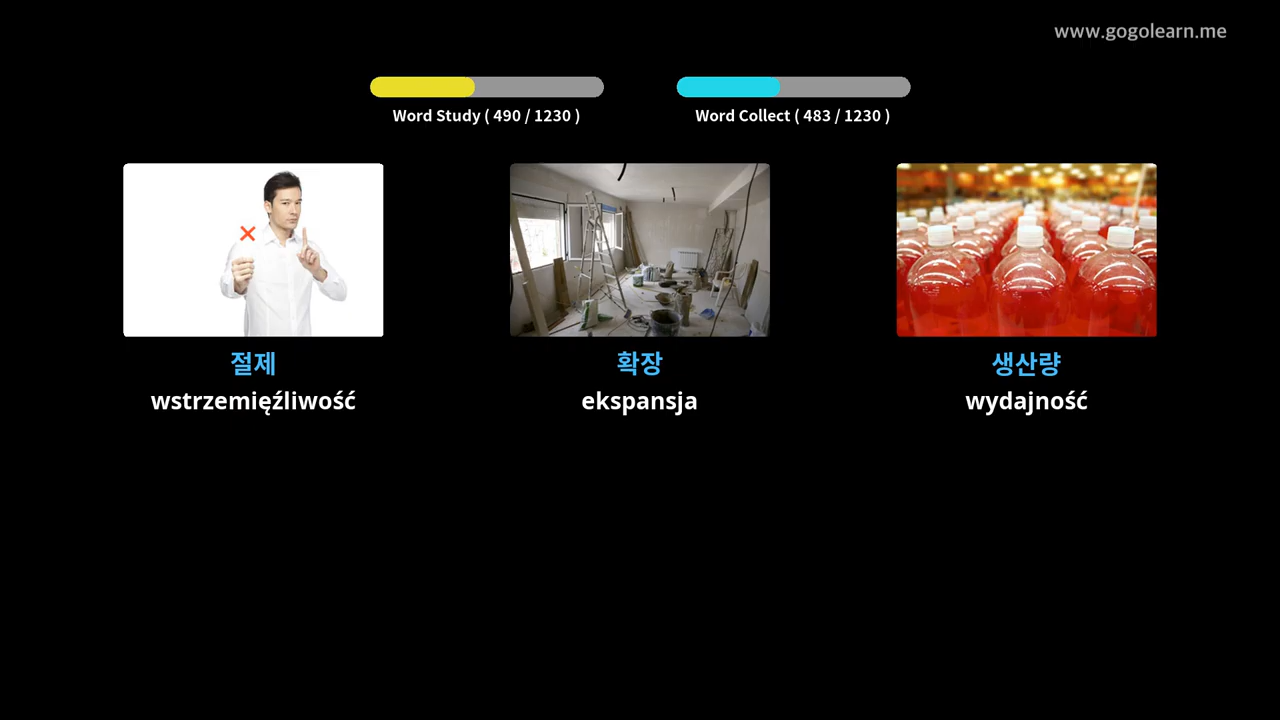 www.gogolearn.me
Word Study ( 490 / 1230 )
Word Collect ( 483 / 1230 )
절제
확장
생산량
wstrzemięźliwość
ekspansja
wydajność